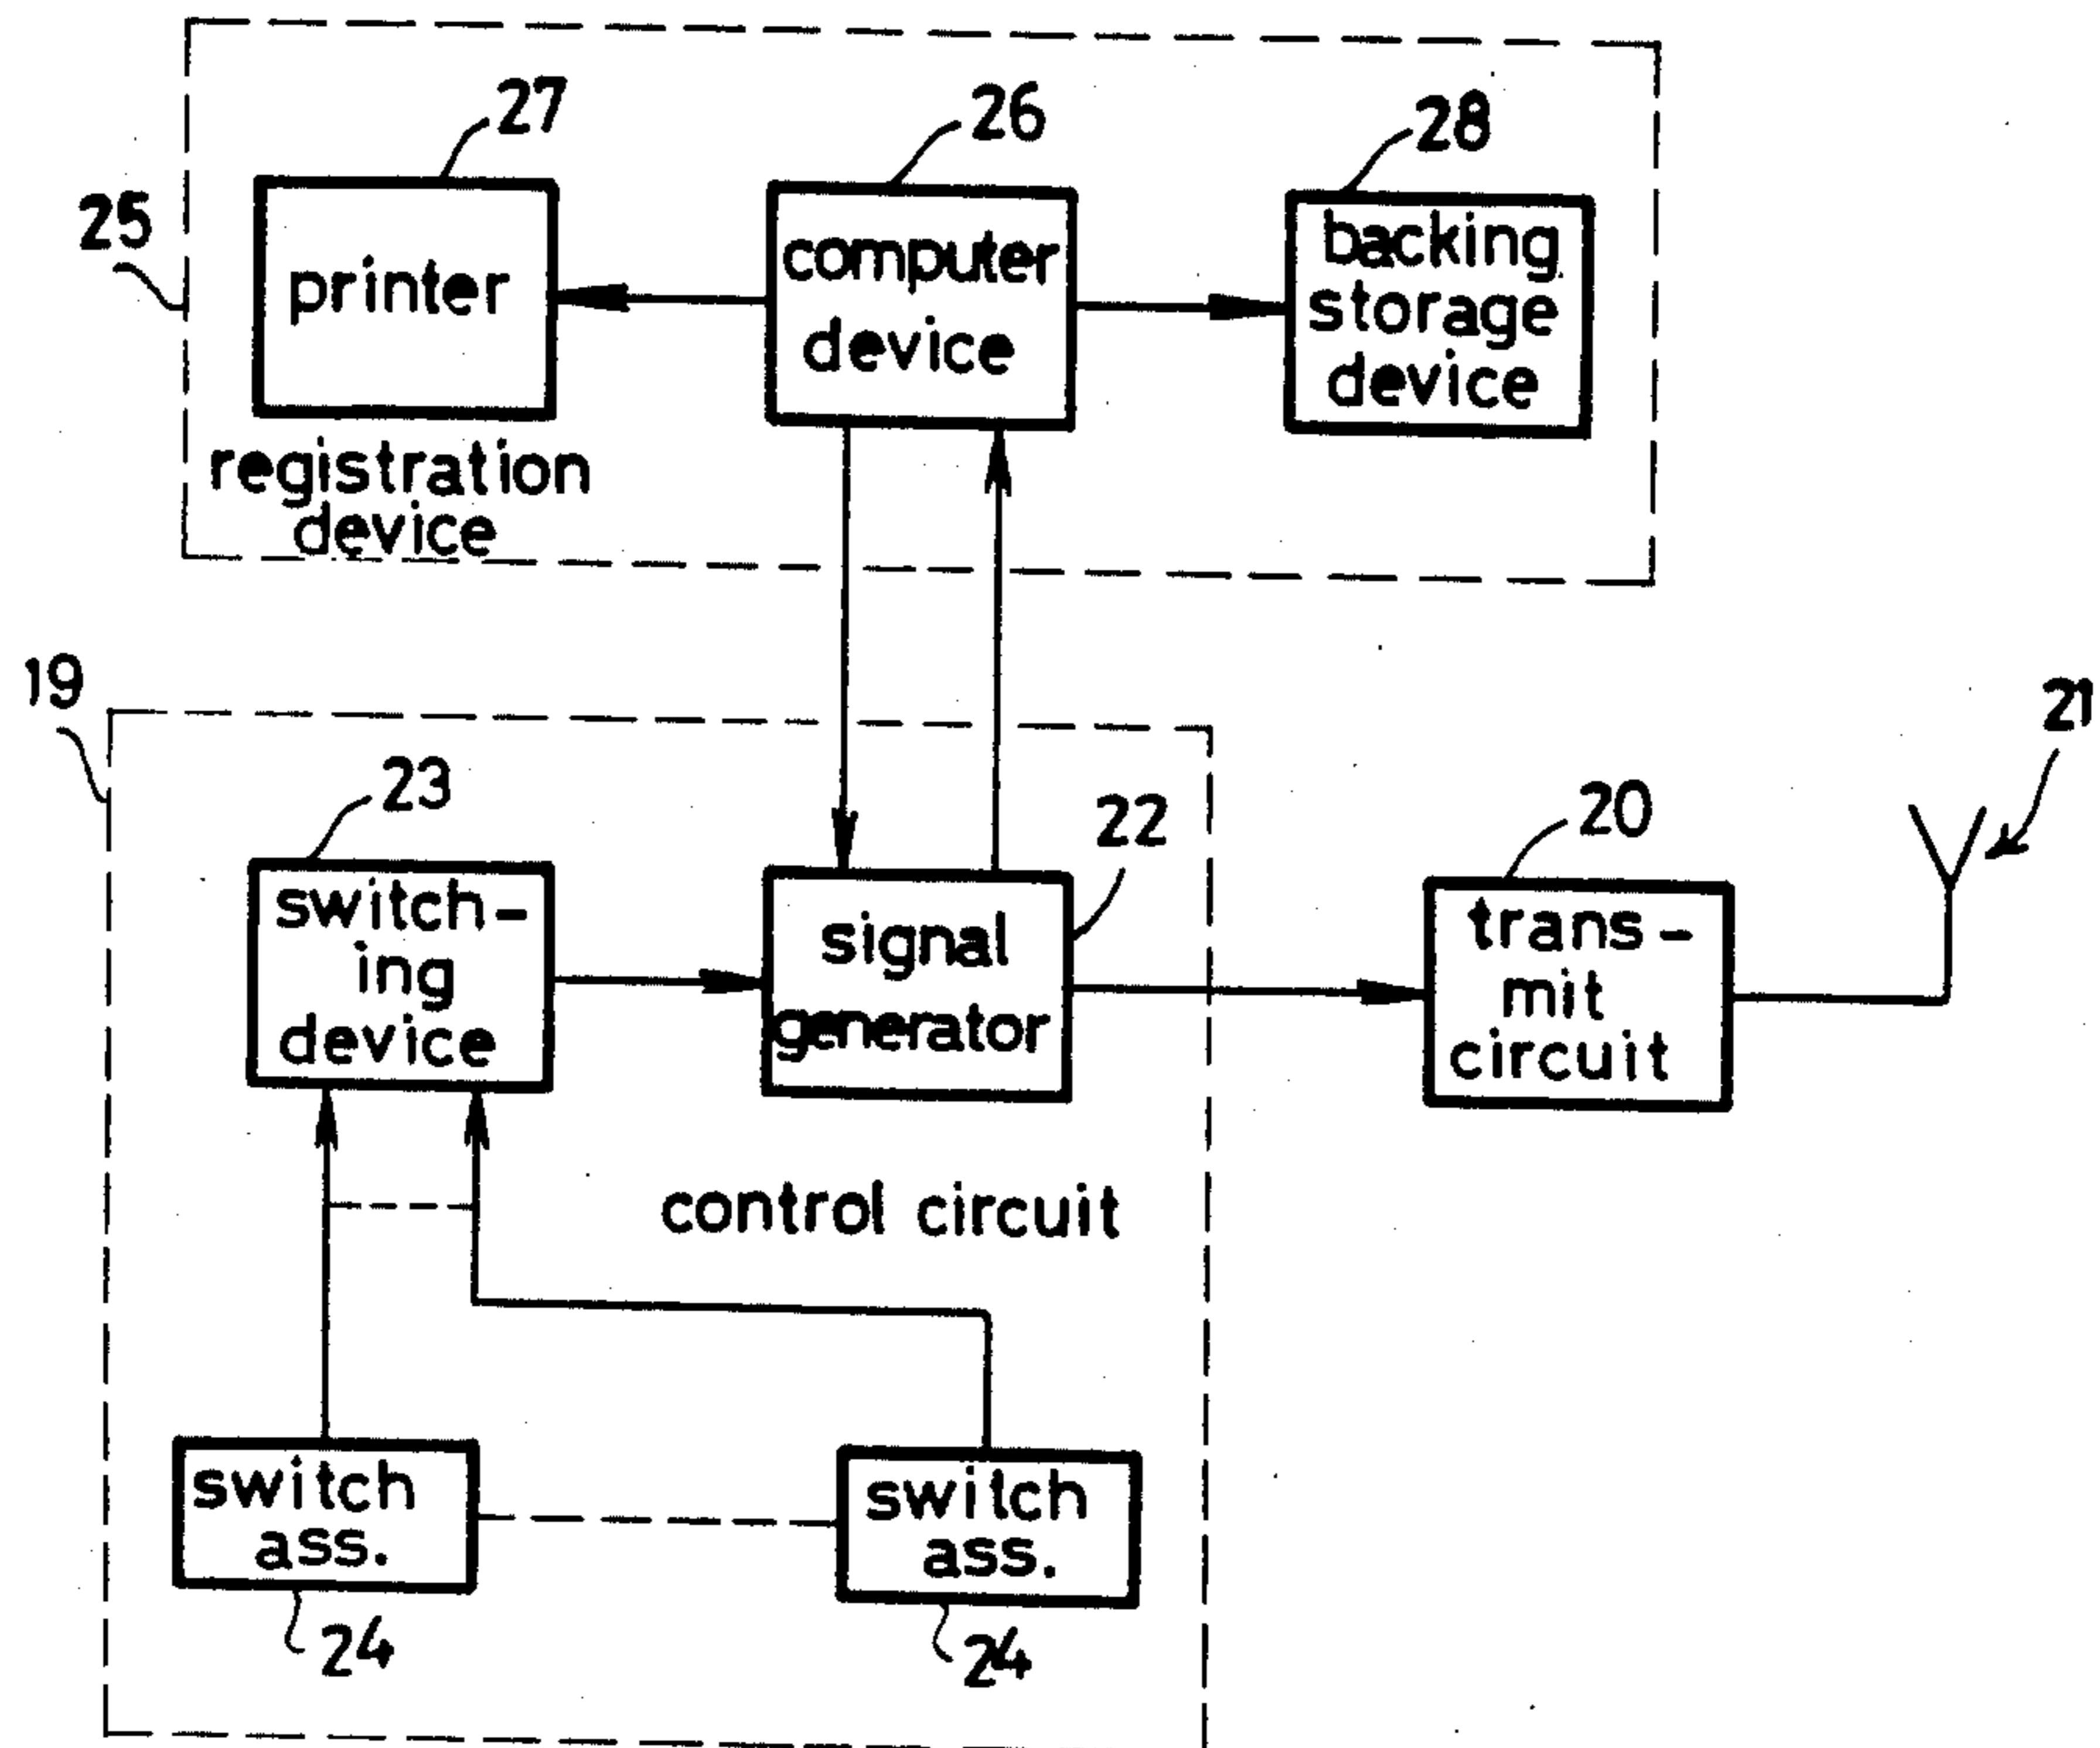 27
26
28
25
printer
computer
device
backing
storage
device
registration
device
19
21
23
22
20
switch-
ing
device
signal
generator
trans-
mit
circuit
control circuit
switch
ass.
switch
ass.
24
24